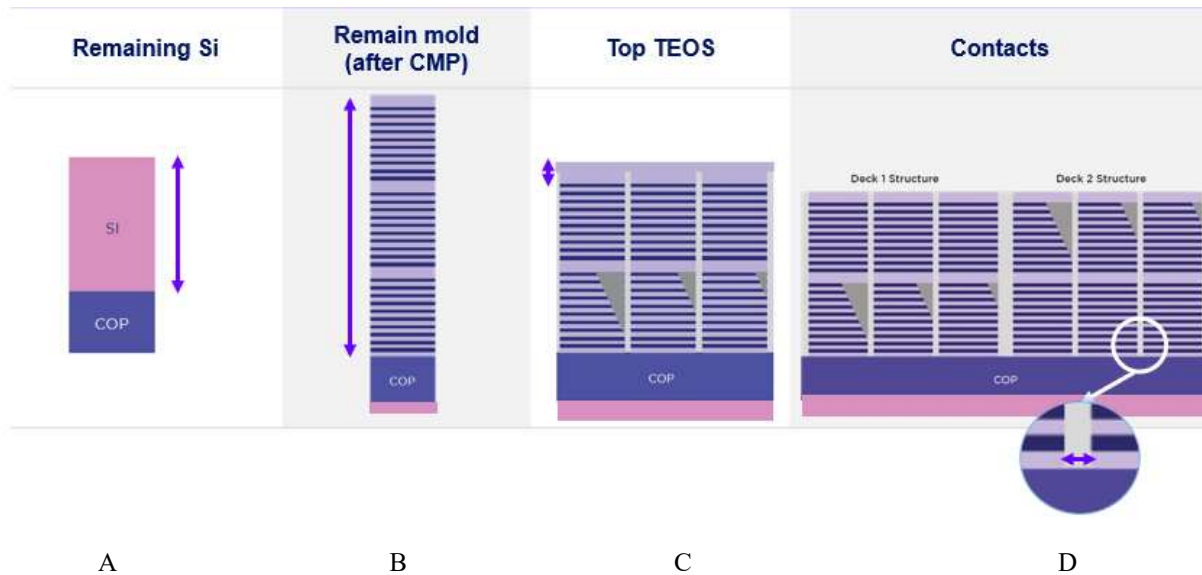 Remaining Si
Remain mold
(after CMP)
Top TEOS
Contacts
SI
COP
COP
COP
Deck 1 Structure
Deck 2 Structure
COP
A
B
C
D